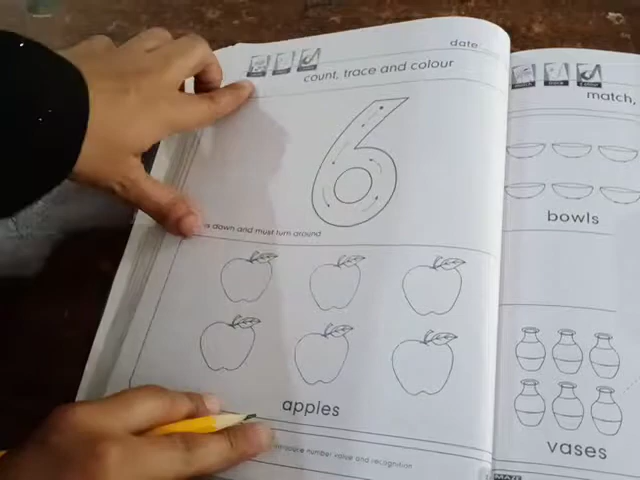 date
count, trace and colour
6
down and must turn around
apples
number value and recognition
match,
bowls
vases
MAZE